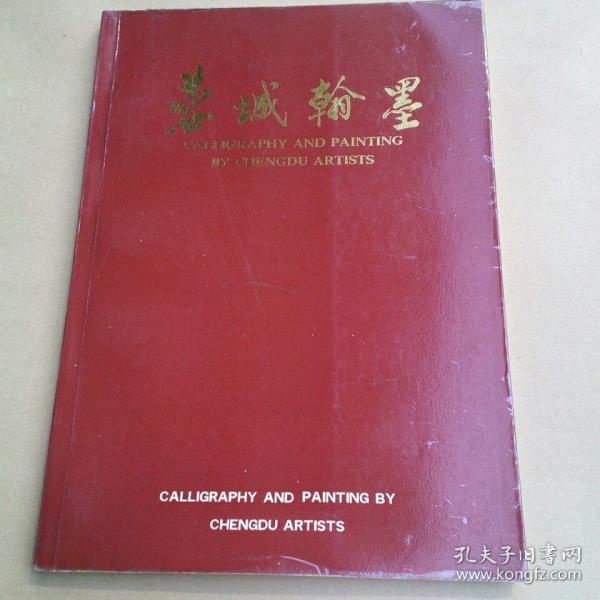 蓉城翰墨
CALLIGRAPHY AND PAINTING
BY CHENGDU ARTISTS
CALLIGRAPHY AND PAINTING BY
CHENGDU ARTISTS
孔夫子旧书网
www.kongfz.com